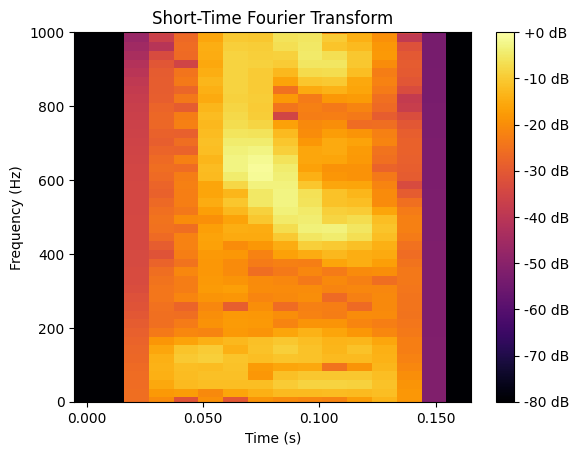 Short-Time Fourier Transform
1000
800
600
400
200
0
Frequency (Hz)
0.000
0.050
0.100
0.150
Time (s)
+0 dB
-10 dB
-20 dB
-30 dB
-40 dB
-50 dB
-60 dB
-70 dB
-80 dB